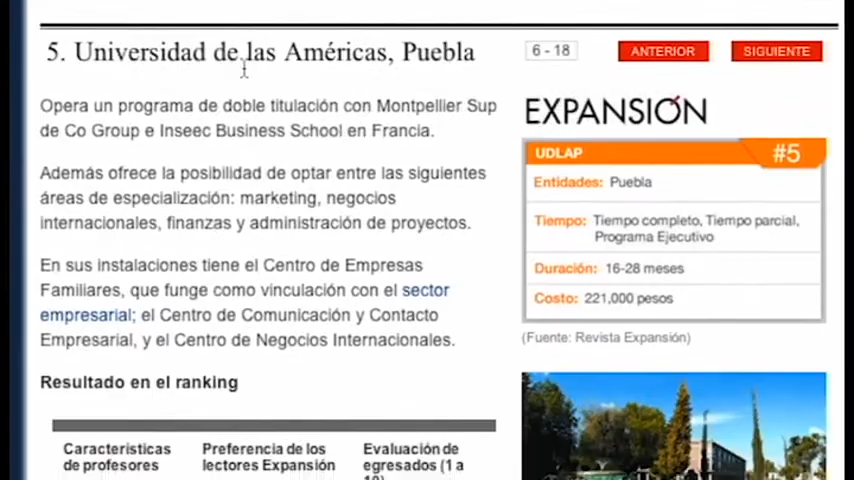 5. Universidad de las Américas, Puebla
6 - 18
ANTERIOR
SIGUIENTE
Opera un programa de doble titulación con Montpellier Sup
de Co Group e Inseec Business School en Francia.
Además ofrece la posibilidad de optar entre las siguientes
áreas de especialización: marketing, negocios
internacionales, finanzas y administración de proyectos.
En sus instalaciones tiene el Centro de Empresas
Familiares, que funge como vinculación con el sector
empresarial; el Centro de Comunicación y Contacto
Empresarial, y el Centro de Negocios Internacionales.
Resultado en el ranking
Características
de profesores
Preferencia de los
lectores Expansión
Evaluación de
egresados (1 a
10)
EXPANSIÓN
UDLAP
#5
Entidades: Puebla
Tiempo: Tiempo completo, Tiempo parcial,
Programa Ejecutivo
Duración: 16-28 meses
Costo: 221,000 pesos
(Fuente: Revista Expansión)